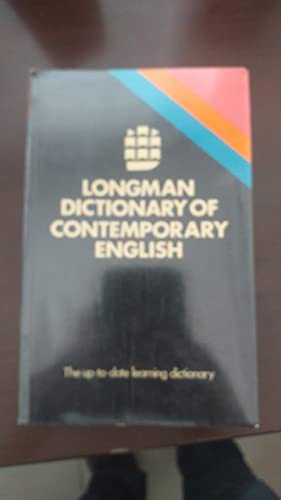 LONGMAN
DICTIONARY OF
CONTEMPORARY
ENGLISH
The up-to-date learning dictionary